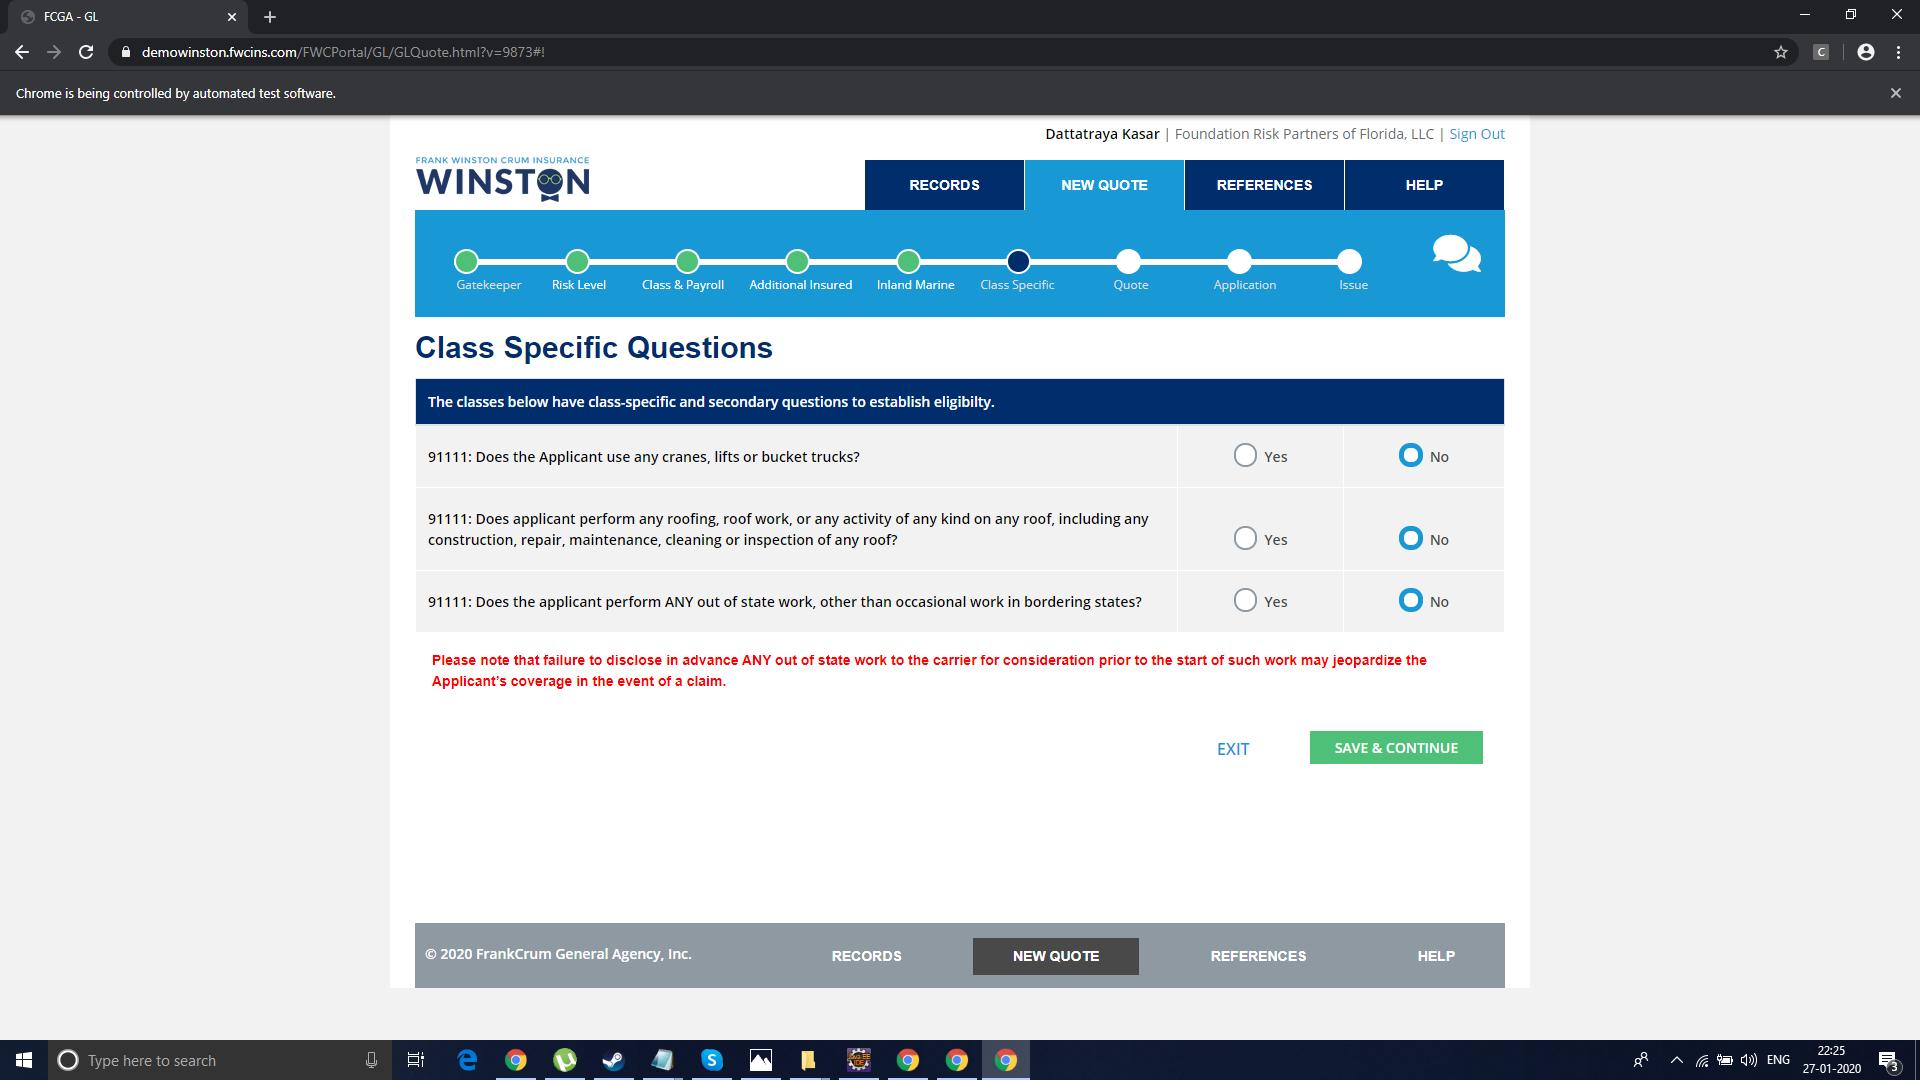 FCGA - GL
demowinston.fwcins.com/FWCPortal/GL/GLQuote.html?v=9873#!
C
Chrome is being controlled by automated test software.
Dattatraya Kasar | Foundation Risk Partners of Florida, LLC | Sign Out
FRANK WINSTON CRUM INSURANCE
WINSTON
RECORDS
NEW QUOTE
REFERENCES
HELP
Gatekeeper
Risk Level
Class & Payroll
Additional Insured
Inland Marine
Class Specific
Quote
Application
Issue
Class Specific Questions
The classes below have class-specific and secondary questions to establish eligibilty.
91111: Does the Applicant use any cranes, lifts or bucket trucks?
Yes
No
91111: Does applicant perform any roofing, roof work, or any activity of any kind on any roof, including any
construction, repair, maintenance, cleaning or inspection of any roof?
Yes
No
91111: Does the applicant perform ANY out of state work, other than occasional work in bordering states?
Yes
No
Please note that failure to disclose in advance ANY out of state work to the carrier for consideration prior to the start of such work may jeopardize the
Applicant's coverage in the event of a claim.
EXIT
SAVE & CONTINUE
© 2020 FrankCrum General Agency, Inc.
RECORDS
NEW QUOTE
REFERENCES
HELP
Type here to search
ENG
22:25
27-01-2020
3